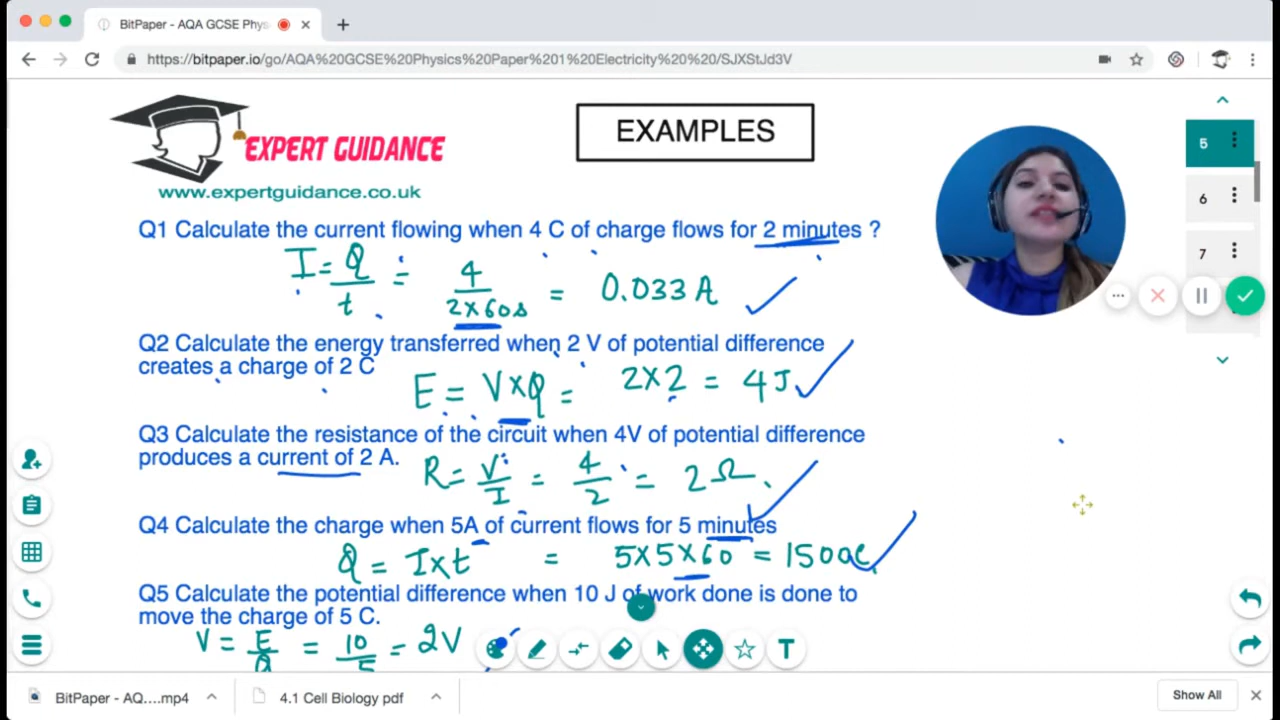 BitPaper - AQA GCSE Phys
https://bitpaper.io/go/AQA%20GCSE%20Physics%20Paper%201%20Electricity%20%20/SJXStJd3V
EXPERT GUIDANCE
www.expertguidance.co.uk
EXAMPLES
5
6
7
Q1 Calculate the current flowing when 4 C of charge flows for 2 minutes ?
I = Q/t = 4/2×60s = 0.033 A
Q2 Calculate the energy transferred when 2 V of potential difference
creates a charge of 2 C
E = V×Q = 2×2 = 4J
Q3 Calculate the resistance of the circuit when 4V of potential difference
produces a current of 2 A.
R = V/I = 4/2 = 2Ω
Q4 Calculate the charge when 5A of current flows for 5 minutes
Q = I×t = 5×5×60 = 1500C
Q5 Calculate the potential difference when 10 J of work done is done to
move the charge of 5 C.
V = E/Q = 10/5 = 2V
T
BitPaper - AQ....mp4
4.1 Cell Biology pdf
Show All